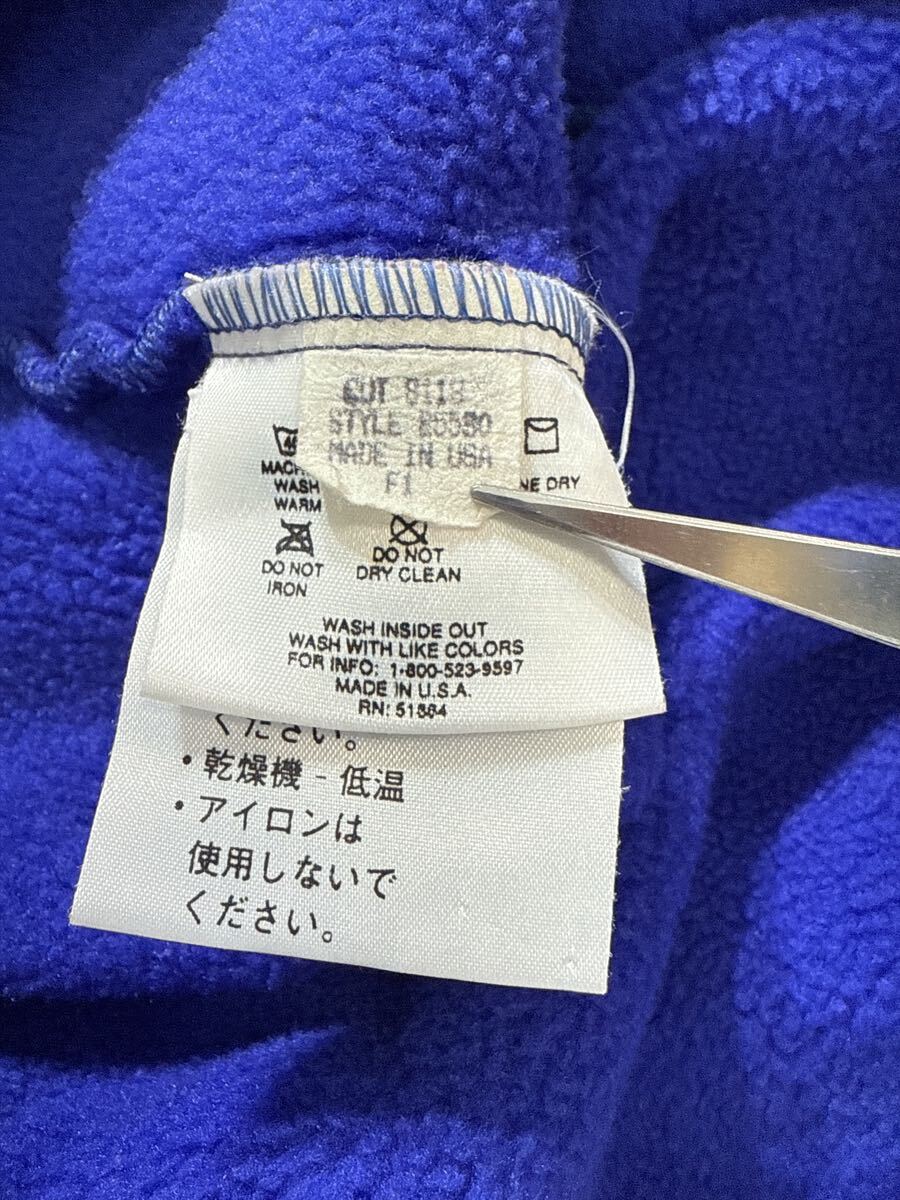 CUT 8118
STYLE 25580
MADE IN USA
F1
40
MACH
WASH
WARM
NE DRY
DO NOT
IRON
DO NOT
DRY CLEAN
WASH INSIDE OUT
WASH WITH LIKE COLORS
FOR INFO: 1-800-523-9597
MADE IN U.S.A.
RN: 51884
ください。
・乾燥機 - 低温
・アイロンは
使用しないで
ください。